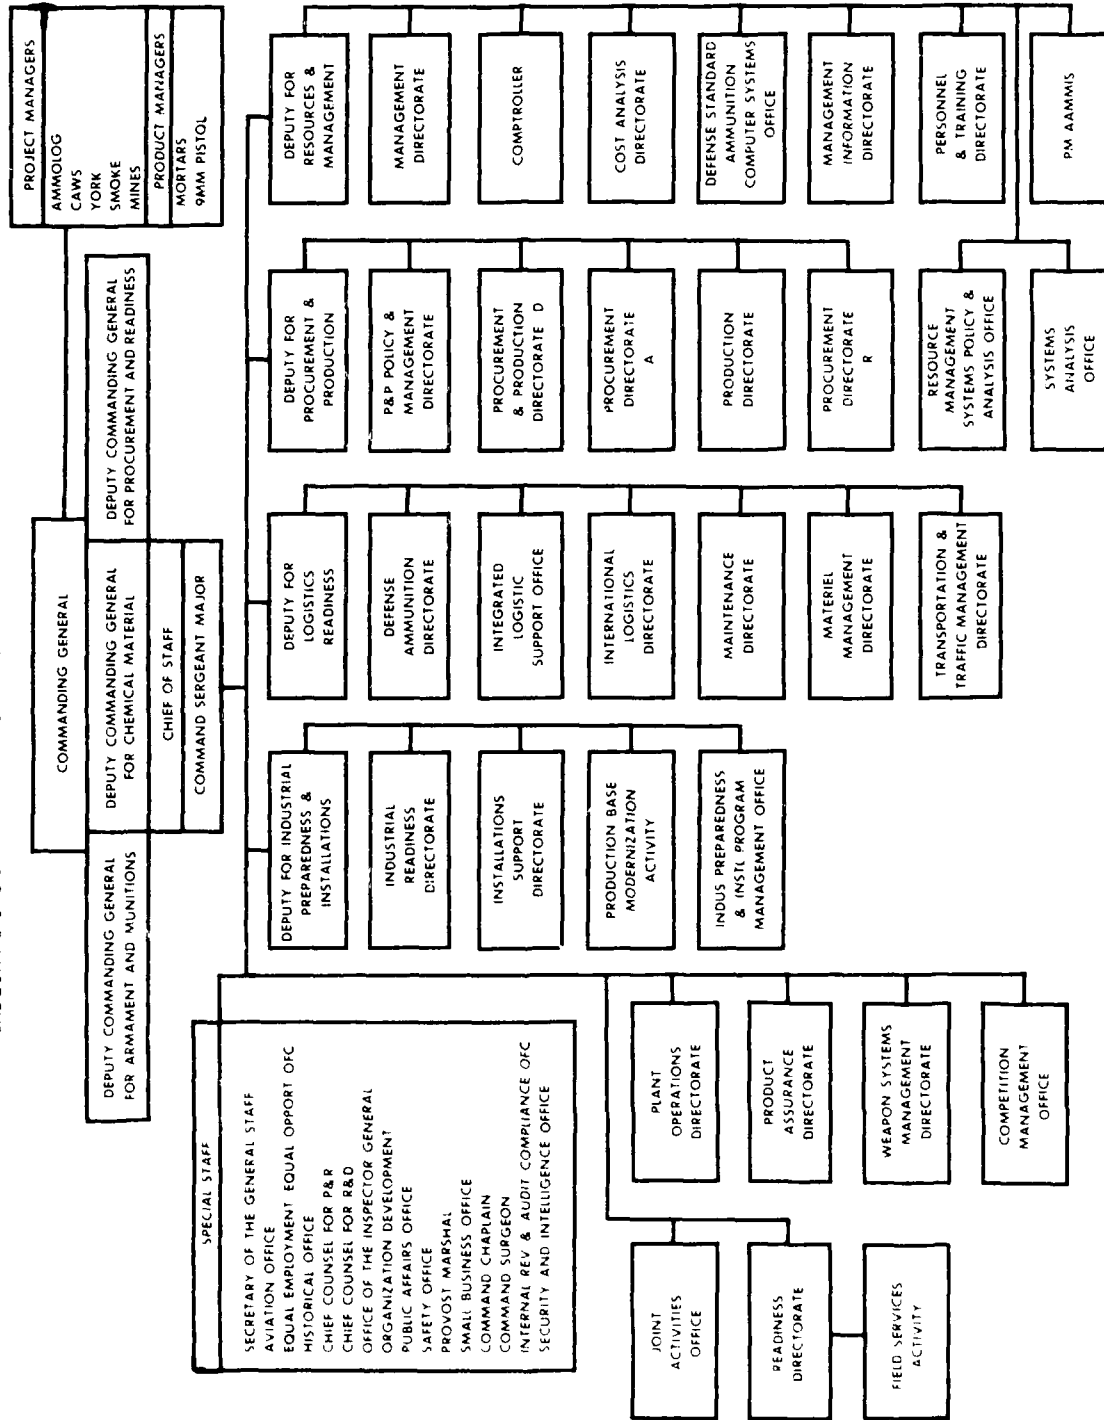 COMMANDING GENERAL
DEPUTY COMMANDING GENERAL
FOR ARMAMENT AND MUNITIONS
DEPUTY COMMANDING GENERAL
FOR CHEMICAL MATERIAL
DEPUTY COMMANDING GENERAL
FOR PROCUREMENT AND READINESS
CHIEF OF STAFF
COMMAND SERGEANT MAJOR
PROJECT MANAGERS
AMMOLOG
CAWS
YORK
SMOKE
MINES
PRODUCT MANAGERS
MORTARS
9MM PISTOL
SPECIAL STAFF
SECRETARY OF THE GENERAL STAFF
AVIATION OFFICE
EQUAL EMPLOYMENT EQUAL OPPORT OFC
HISTORICAL OFFICE
CHIEF COUNSEL FOR P&R
CHIEF COUNSEL FOR R&D
OFFICE OF THE INSPECTOR GENERAL
ORGANIZATION DEVELOPMENT
PUBLIC AFFAIRS OFFICE
SAFETY OFFICE
PROVOST MARSHAL
SMALL BUSINESS OFFICE
COMMAND CHAPLAIN
COMMAND SURGEON
INTERNAL REV & AUDIT COMPLIANCE OFC
SECURITY AND INTELLIGENCE OFFICE
DEPUTY FOR INDUSTRIAL
PREPAREDNESS &
INSTALLATIONS
INDUSTRIAL
READINESS
DIRECTORATE
INSTALLATIONS
SUPPORT
DIRECTORATE
PRODUCTION BASE
MODERNIZATION
ACTIVITY
INDUS PREPAREDNESS
& INSTL PROGRAM
MANAGEMENT OFFICE
DEPUTY FOR
LOGISTICS
READINESS
DEFENSE
AMMUNITION
DIRECTORATE
INTEGRATED
LOGISTIC
SUPPORT OFFICE
INTERNATIONAL
LOGISTICS
DIRECTORATE
MAINTENANCE
DIRECTORATE
MATERIEL
MANAGEMENT
DIRECTORATE
TRANSPORTATION &
TRAFFIC MANAGEMENT
DIRECTORATE
DEPUTY FOR
PROCUREMENT &
PRODUCTION
P&P POLICY &
MANAGEMENT
DIRECTORATE
PROCUREMENT
& PRODUCTION
DIRECTORATE D
PROCUREMENT
DIRECTORATE
A
PRODUCTION
DIRECTORATE
PROCUREMENT
DIRECTORATE
R
RESOURCE
MANAGEMENT
SYSTEMS POLICY &
ANALYSIS OFFICE
SYSTEMS
ANALYSIS
OFFICE
DEPUTY FOR
RESOURCES &
MANAGEMENT
MANAGEMENT
DIRECTORATE
COMPTROLLER
COST ANALYSIS
DIRECTORATE
DEFENSE STANDARD
AMMUNITION
COMPUTER SYSTEMS
OFFICE
MANAGEMENT
INFORMATION
DIRECTORATE
PERSONNEL
& TRAINING
DIRECTORATE
PM AAMMIS
PLANT
OPERATIONS
DIRECTORATE
PRODUCT
ASSURANCE
DIRECTORATE
WEAPON SYSTEMS
MANAGEMENT
DIRECTORATE
COMPETITION
MANAGEMENT
OFFICE
JOINT
ACTIVITIES
OFFICE
READINESS
DIRECTORATE
FIELD SERVICES
ACTIVITY